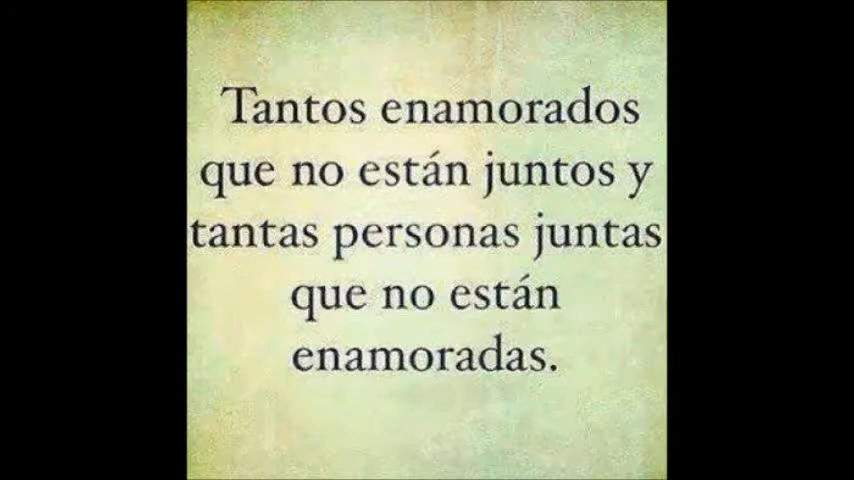 Tantos enamorados
que no están juntos y
tantas personas juntas
que no están
enamoradas.